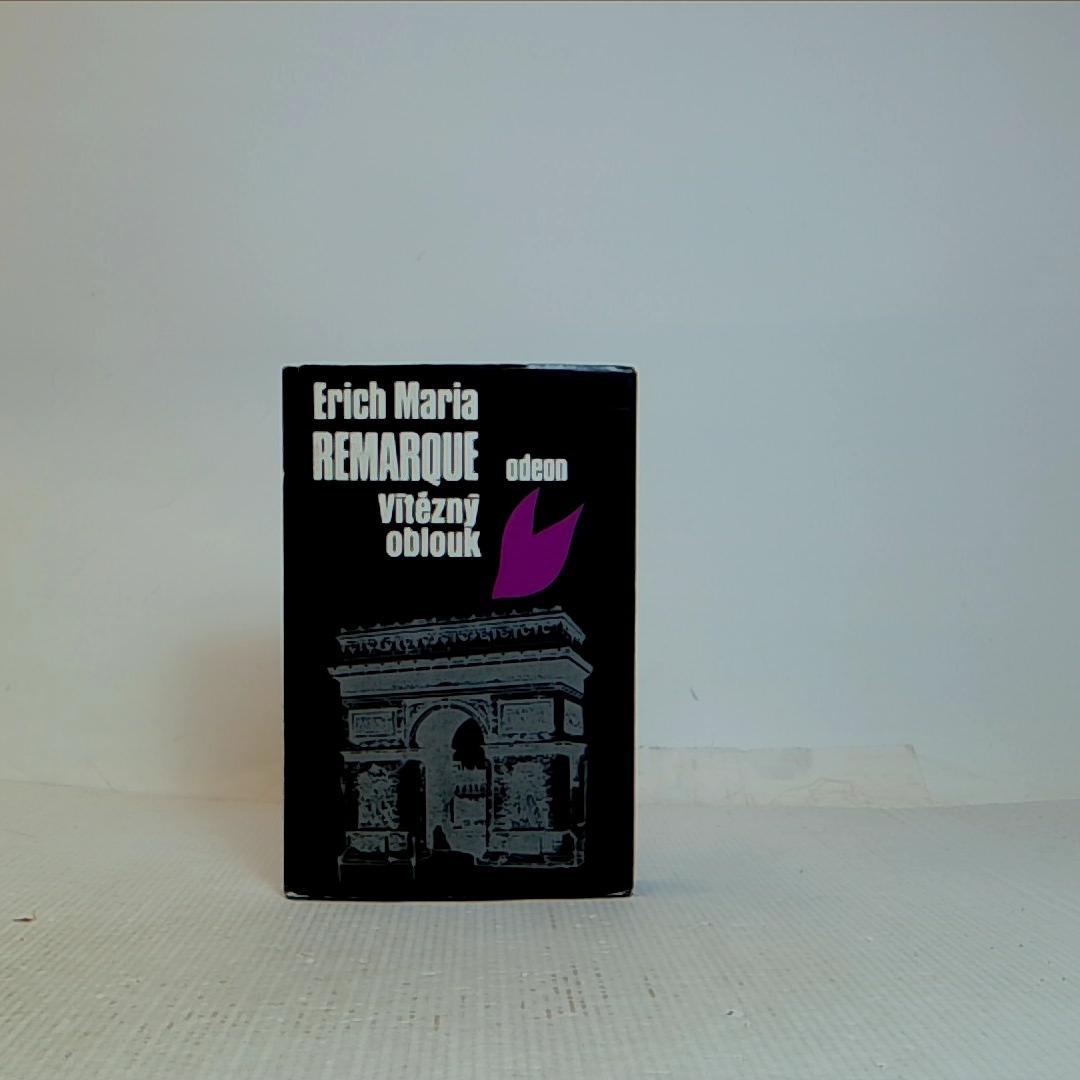 Erich Maria
REMARQUE
odeon
Vítězný
oblouk